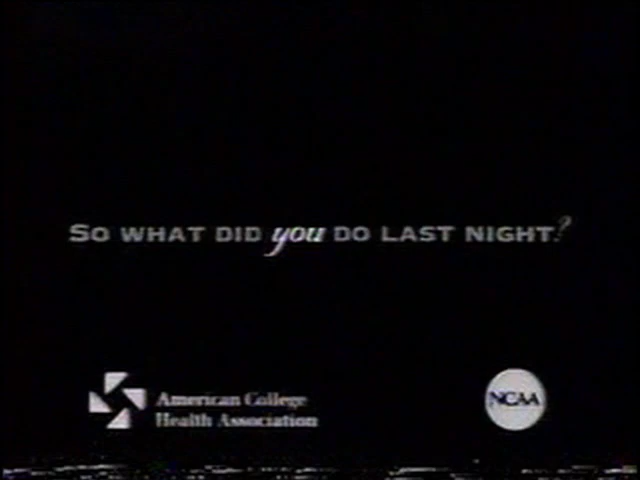 So what did you do last night?
American College
Health Association
NCAA